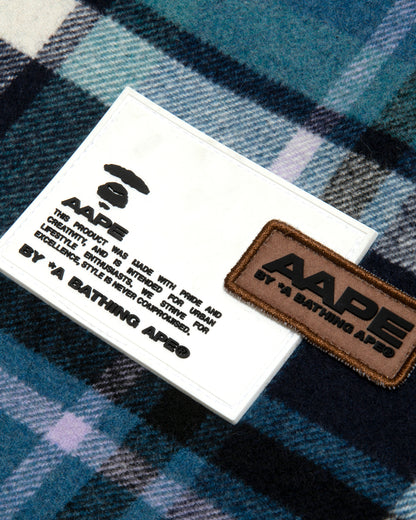 AAPE
THIS PRODUCT WAS MADE WITH PRIDE AND
CREATIVITY, AND IS INTENDED FOR URBAN
LIFESTYLE ENTHUSIASTS. WE STRIVE FOR
EXCELLENCE, STYLE IS NEVER COMPROMISED.
BY *A BATHING APE®
AAPE
BY *A BATHING APE®